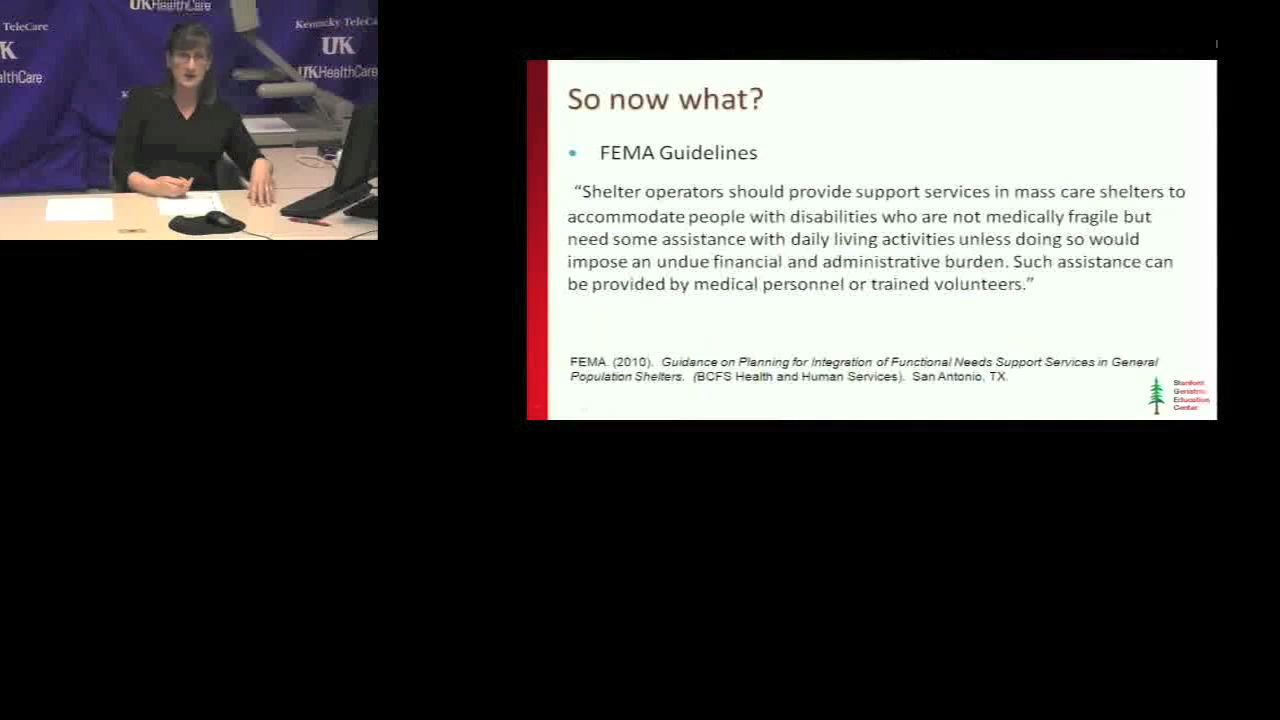 UKHealthCare
TeleCare
Kentucky TeleCa
K
UK
althCare
UKHealthCare
So now what?
• FEMA Guidelines
“Shelter operators should provide support services in mass care shelters to
accommodate people with disabilities who are not medically fragile but
need some assistance with daily living activities unless doing so would
impose an undue financial and administrative burden. Such assistance can
be provided by medical personnel or trained volunteers.”
FEMA. (2010). Guidance on Planning for Integration of Functional Needs Support Services in General
Population Shelters. (BCFS Health and Human Services). San Antonio, TX.
Stanford
Geriatric
Education
Center